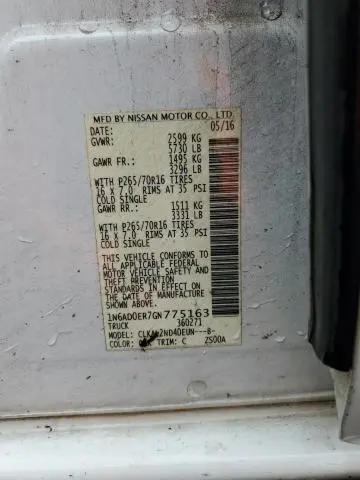 MFD BY NISSAN MOTOR CO., LTD
DATE: 05/16
GVWR: 2599 KG
5730 LB
GAWR FR.: 1495 KG
3296 LB
WITH P265/70R16 TIRES
16 X 7.0 RIMS AT 35 PSI
COLD SINGLE
GAWR RR.: 1511 KG
3331 LB
WITH P265/70R16 TIRES
16 X 7.0 RIMS AT 35 PSI
COLD SINGLE
THIS VEHICLE CONFORMS TO
ALL APPLICABLE FEDERAL
MOTOR VEHICLE SAFETY AND
THEFT PREVENTION
STANDARDS IN EFFECT ON
THE DATE OF MANUFACTURE
SHOWN ABOVE.
1N6AD0ER7GN775163
TRUCK 360271
MODEL: 2ND4DEUN---B-
COLOR: TRIM: C ZS00A